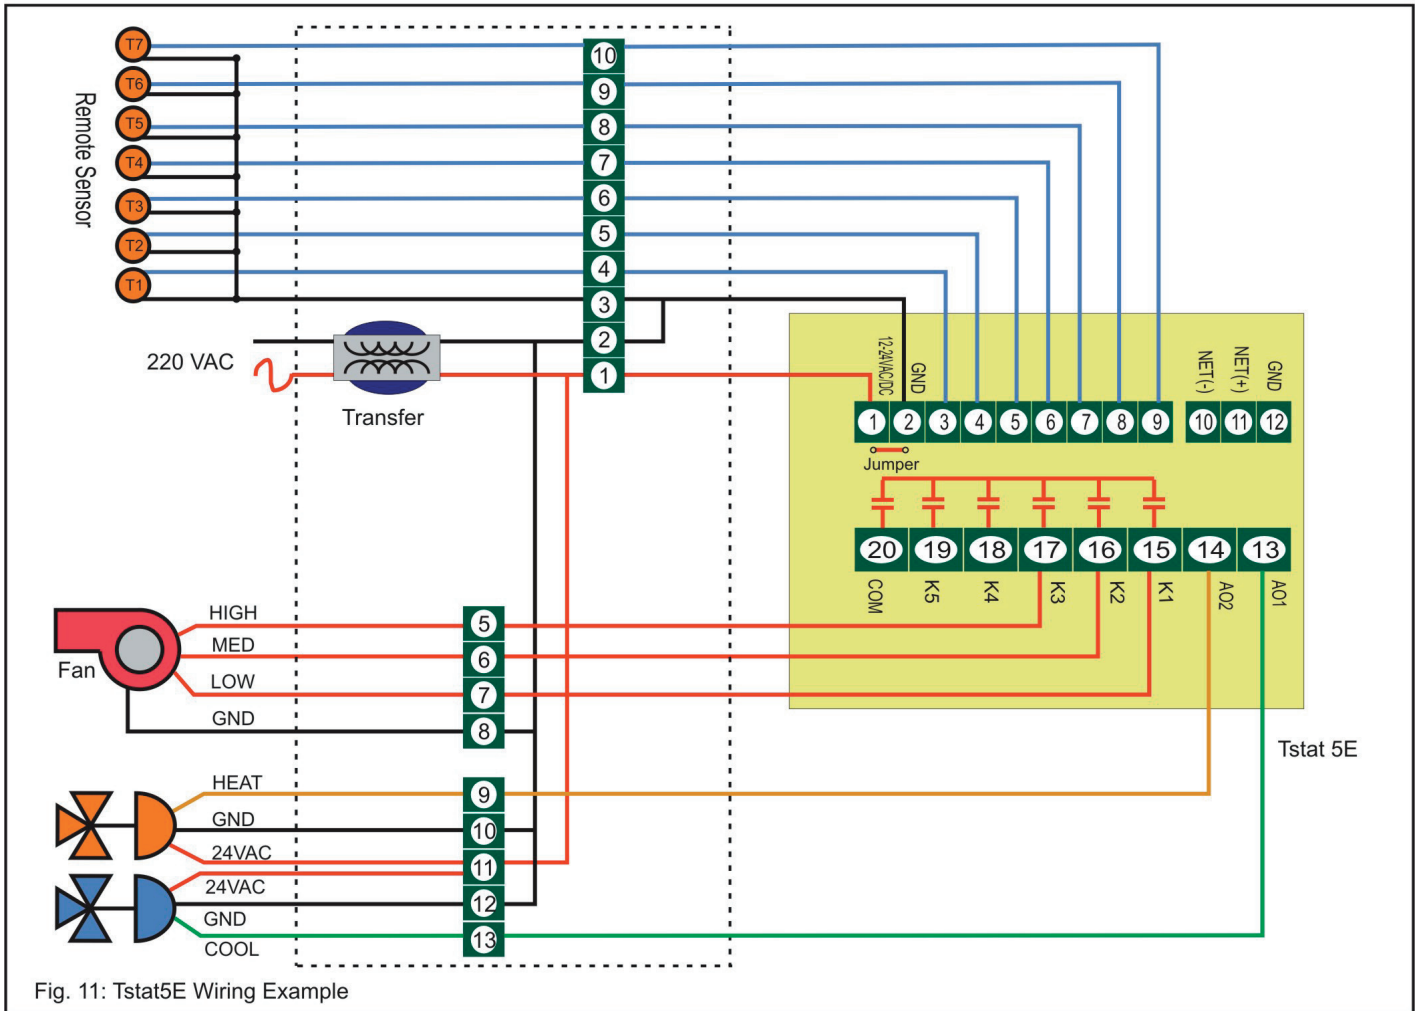 T7
T6
T5
T4
T3
T2
T1
Remote Sensor
10
9
8
7
6
5
4
3
2
1
220 VAC
Transfer
12-24VAC/DC
GND
NET(-)
NET(+)
GND
1 2 3 4 5 6 7 8 9 10 11 12
Jumper
20 19 18 17 16 15 14 13
COM K5 K4 K3 K2 K1 AO2 AO1
Tstat 5E
Fan
HIGH
MED
LOW
GND
5
6
7
8
HEAT
GND
24VAC
24VAC
GND
COOL
9
10
11
12
13
Fig. 11: Tstat5E Wiring Example